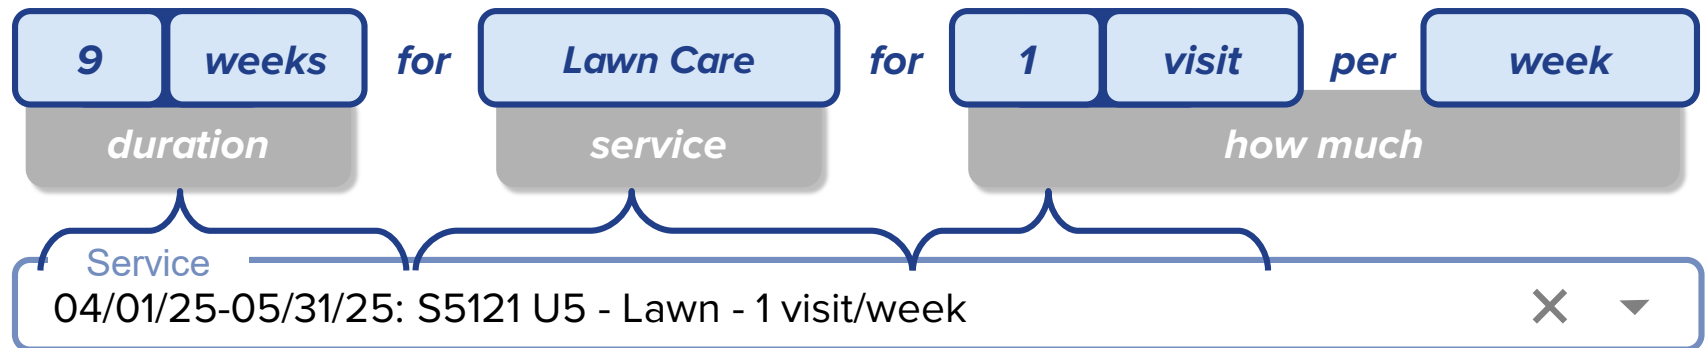 9 weeks for Lawn Care for 1 visit per week
duration service how much
Service
04/01/25-05/31/25: S5121 U5 - Lawn - 1 visit/week